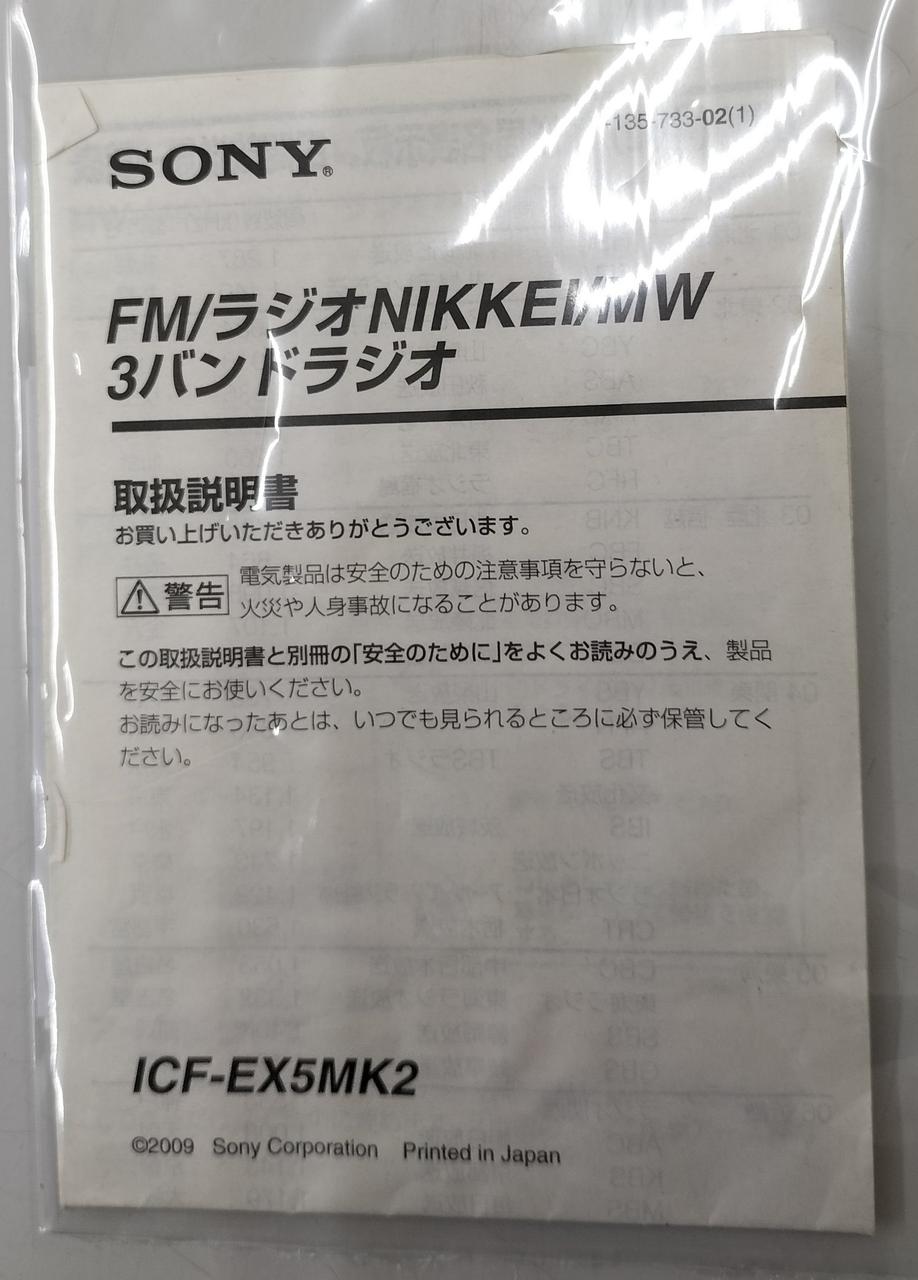 -135-733-02(1)
SONY®
FM/ラジオNIKKEI/MW
3バンドラジオ
取扱説明書
お買い上げいただきありがとうございます。
警告
電気製品は安全のための注意事項を守らないと、
火災や人身事故になることがあります。
この取扱説明書と別冊の「安全のために」をよくお読みのうえ、製品
を安全にお使いください。
お読みになったあとは、いつでも見られるところに必ず保管してく
ださい。
ICF-EX5MK2
©2009 Sony Corporation Printed in Japan